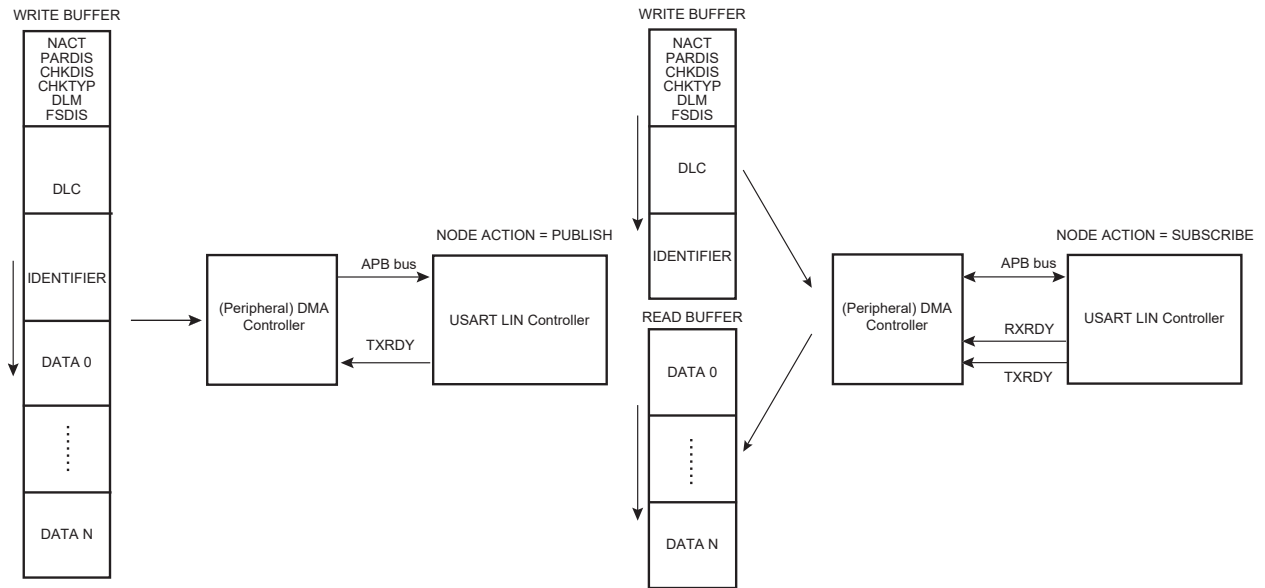 WRITE BUFFER
NACT
PARDIS
CHKDIS
CHKTYP
DLM
FSDIS
DLC
IDENTIFIER
DATA 0
DATA N
(Peripheral) DMA
Controller
APB bus
TXRDY
NODE ACTION = PUBLISH
USART LIN Controller
WRITE BUFFER
NACT
PARDIS
CHKDIS
CHKTYP
DLM
FSDIS
DLC
IDENTIFIER
READ BUFFER
DATA 0
DATA N
(Peripheral) DMA
Controller
APB bus
RXRDY
TXRDY
NODE ACTION = SUBSCRIBE
USART LIN Controller